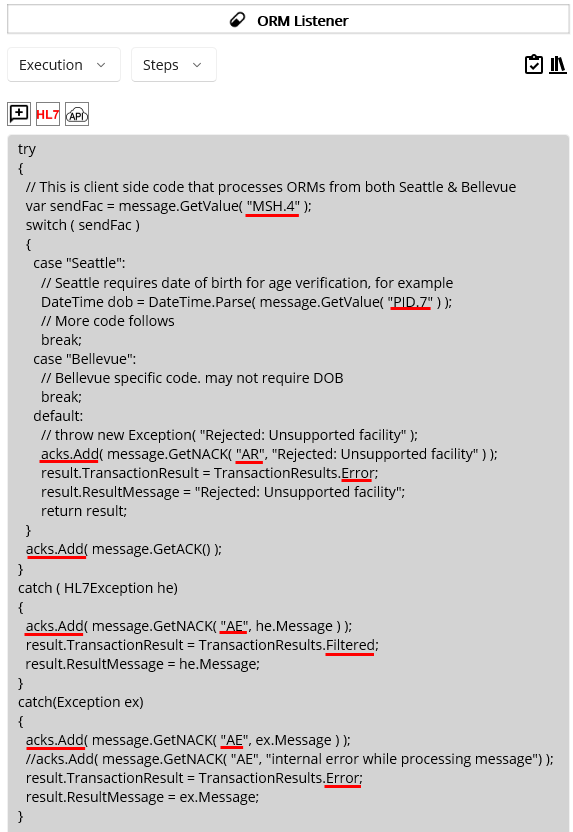 ORM Listener
Execution
Steps
HL7
API
try
{
// This is client side code that processes ORMs from both Seattle & Bellevue
var sendFac = message.GetValue( "MSH.4" );
switch ( sendFac )
{
case "Seattle":
// Seattle requires date of birth for age verification, for example
DateTime dob = DateTime.Parse( message.GetValue( "PID.7" ) );
// More code follows
break;
case "Bellevue":
// Bellevue specific code. may not require DOB
break;
default:
// throw new Exception( "Rejected: Unsupported facility" );
acks.Add( message.GetNACK( "AR", "Rejected: Unsupported facility" ) );
result.TransactionResult = TransactionResults.Error;
result.ResultMessage = "Rejected: Unsupported facility";
return result;
}
acks.Add( message.GetACK() );
}
catch ( HL7Exception he)
{
acks.Add( message.GetNACK( "AE", he.Message ) );
result.TransactionResult = TransactionResults.Filtered;
result.ResultMessage = he.Message;
}
catch(Exception ex)
{
acks.Add( message.GetNACK( "AE", ex.Message ) );
//acks.Add( message.GetNACK( "AE", "internal error while processing message") );
result.TransactionResult = TransactionResults.Error;
result.ResultMessage = ex.Message;
}